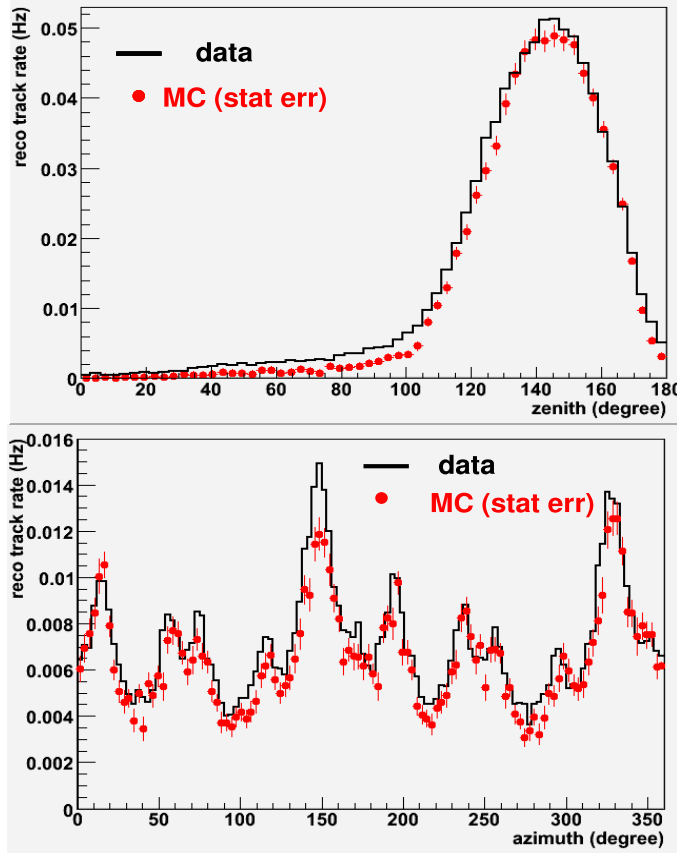 reco track rate (Hz)
0.05
0.04
0.03
0.02
0.01
0
data
MC (stat err)
0 20 40 60 80 100 120 140 160 180
zenith (degree)
reco track rate (Hz)
0.016
0.014
0.012
0.01
0.008
0.006
0.004
0.002
0
data
MC (stat err)
0 50 100 150 200 250 300 350
azimuth (degree)